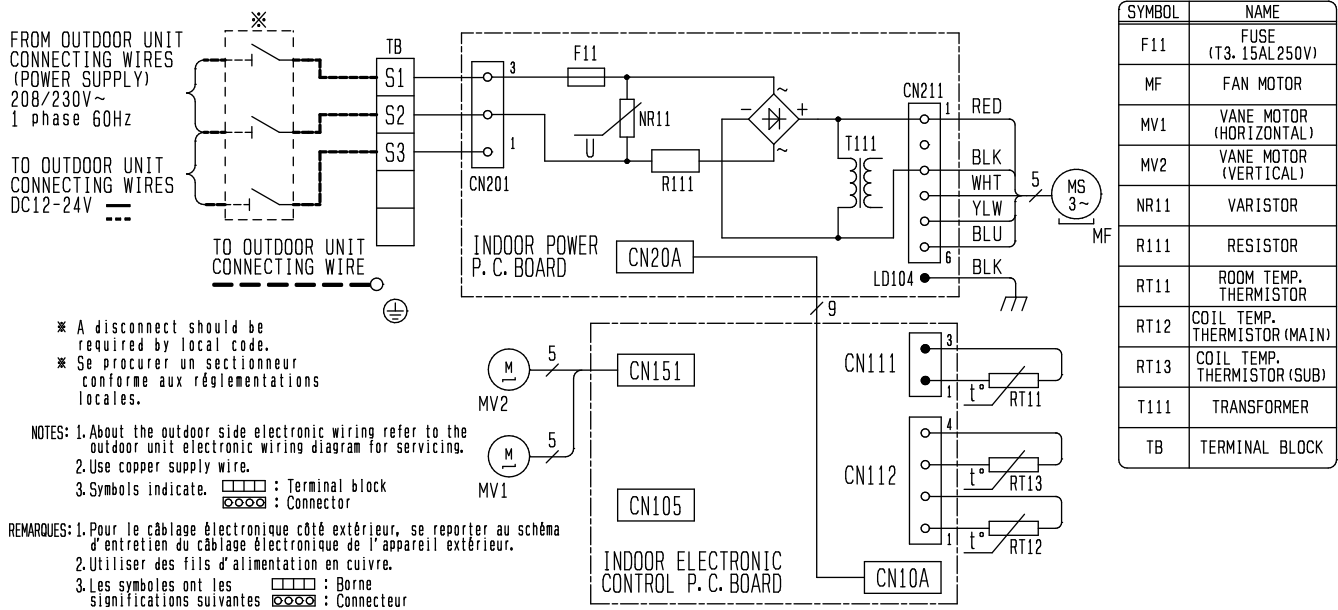 ※
FROM OUTDOOR UNIT
CONNECTING WIRES
(POWER SUPPLY)
208/230V~
1 phase 60Hz
TO OUTDOOR UNIT
CONNECTING WIRES
DC12-24V
TB
S1
S2
S3
TO OUTDOOR UNIT
CONNECTING WIRE
3
1
CN201
F11
NR11
U
R111
~
-
+
~
T111
CN211
1
6
RED
BLK
WHT
YLW
BLU
BLK
5
MS
3~
MF
LD104
INDOOR POWER
P.C.BOARD
CN20A
9
※ A disconnect should be
required by local code.
※ Se procurer un sectionneur
conforme aux réglementations
locales.
NOTES: 1. About the outdoor side electronic wiring refer to the
outdoor unit electronic wiring diagram for servicing.
2. Use copper supply wire.
3. Symbols indicate. : Terminal block
: Connector
REMARQUES: 1. Pour le câblage électronique côté extérieur, se reporter au schéma
d'entretien du câblage électronique de l'appareil extérieur.
2. Utiliser des fils d'alimentation en cuivre.
3. Les symboles ont les : Borne
significations suivantes : Connecteur
M
MV2
5
M
MV1
5
CN151
CN105
INDOOR ELECTRONIC
CONTROL P.C.BOARD
CN111
3
1
t°
RT11
CN112
4
1
t°
RT13
t°
RT12
CN10A
SYMBOL NAME
F11 FUSE
(T3.15AL250V)
MF FAN MOTOR
MV1 VANE MOTOR
(HORIZONTAL)
MV2 VANE MOTOR
(VERTICAL)
NR11 VARISTOR
R111 RESISTOR
RT11 ROOM TEMP.
THERMISTOR
RT12 COIL TEMP.
THERMISTOR(MAIN)
RT13 COIL TEMP.
THERMISTOR(SUB)
T111 TRANSFORMER
TB TERMINAL BLOCK